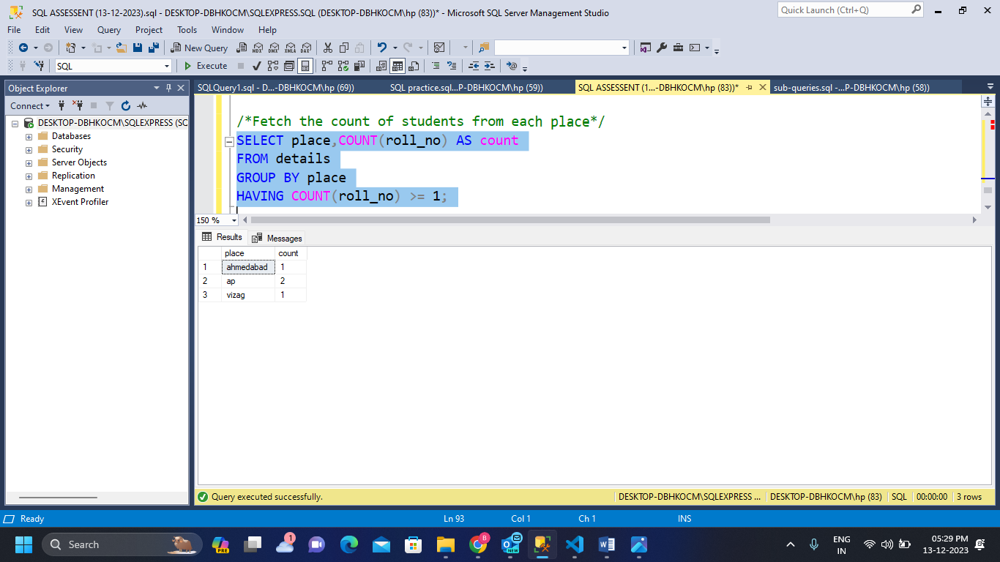 SQL ASSESSENT (13-12-2023).sql - DESKTOP-DBHKOCM\SQLEXPRESS.SQL (DESKTOP-DBHKOCM\hp (83))* - Microsoft SQL Server Management Studio
Quick Launch (Ctrl+Q)
File Edit View Query Project Tools Window Help
New Query MDX DMX XMLA DAX
SQL Execute
Object Explorer
SQLQuery1.sql - D...-DBHKOCM\hp (69)) SQL practice.sql...P-DBHKOCM\hp (59)) SQL ASSESSENT (1...-DBHKOCM\hp (83))* sub-queries.sql -...P-DBHKOCM\hp (58))
Connect
DESKTOP-DBHKOCM\SQLEXPRESS (SC
Databases
Security
Server Objects
Replication
Management
XEvent Profiler
/*Fetch the count of students from each place*/
SELECT place,COUNT(roll_no) AS count
FROM details
GROUP BY place
HAVING COUNT(roll_no) >= 1;
150 %
Results Messages
place count
1 ahmedabad 1
2 ap 2
3 vizag 1
Query executed successfully. DESKTOP-DBHKOCM\SQLEXPRESS ... DESKTOP-DBHKOCM\hp (83) SQL 00:00:00 3 rows
Ready Ln 93 Col 1 Ch 1 INS
Search PRE 1 B NEW ENG IN 05:29 PM 13-12-2023